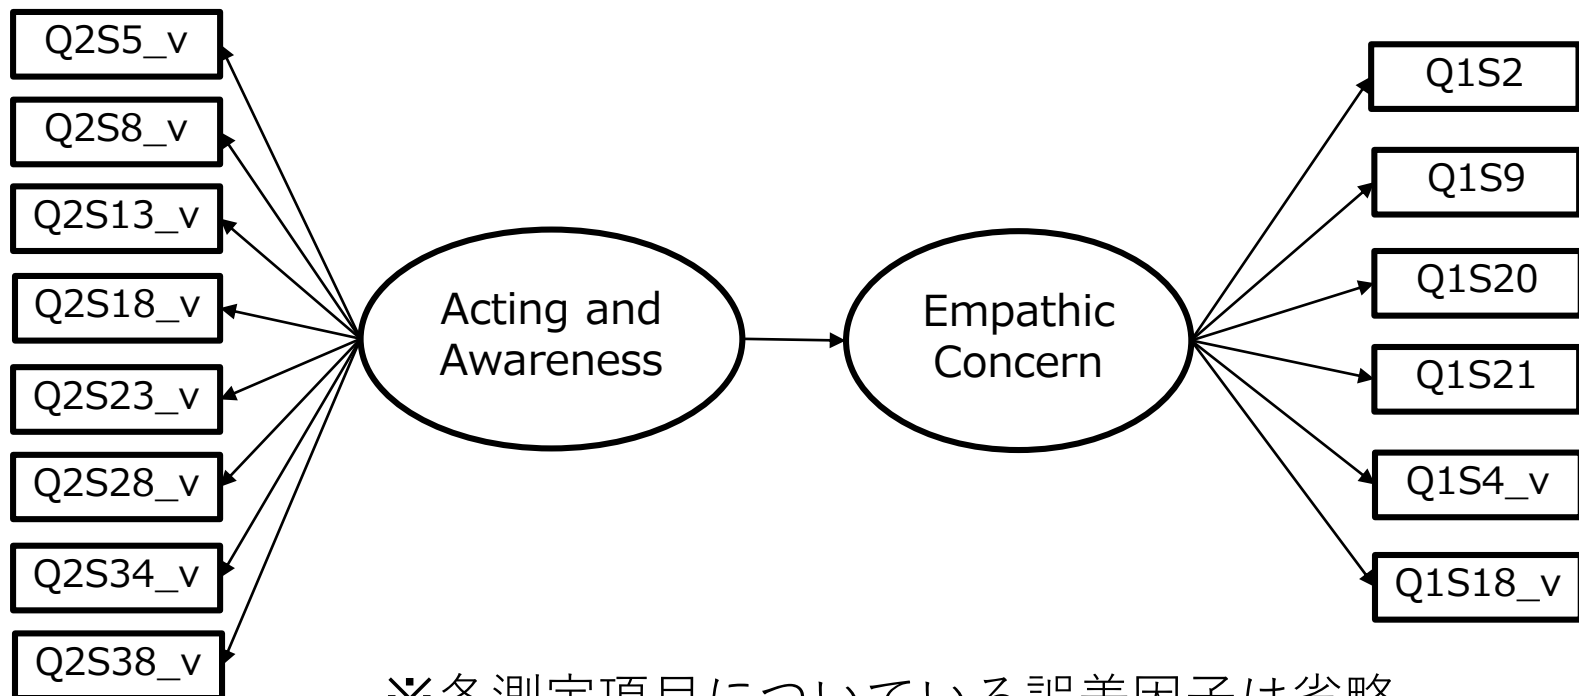 Q2S5_v
Q2S8_v
Q2S13_v
Q2S18_v
Q2S23_v
Q2S28_v
Q2S34_v
Q2S38_v
Acting and
Awareness
Empathic
Concern
Q1S2
Q1S9
Q1S20
Q1S21
Q1S4_v
Q1S18_v
※各測定項目についている誤差因子は省略